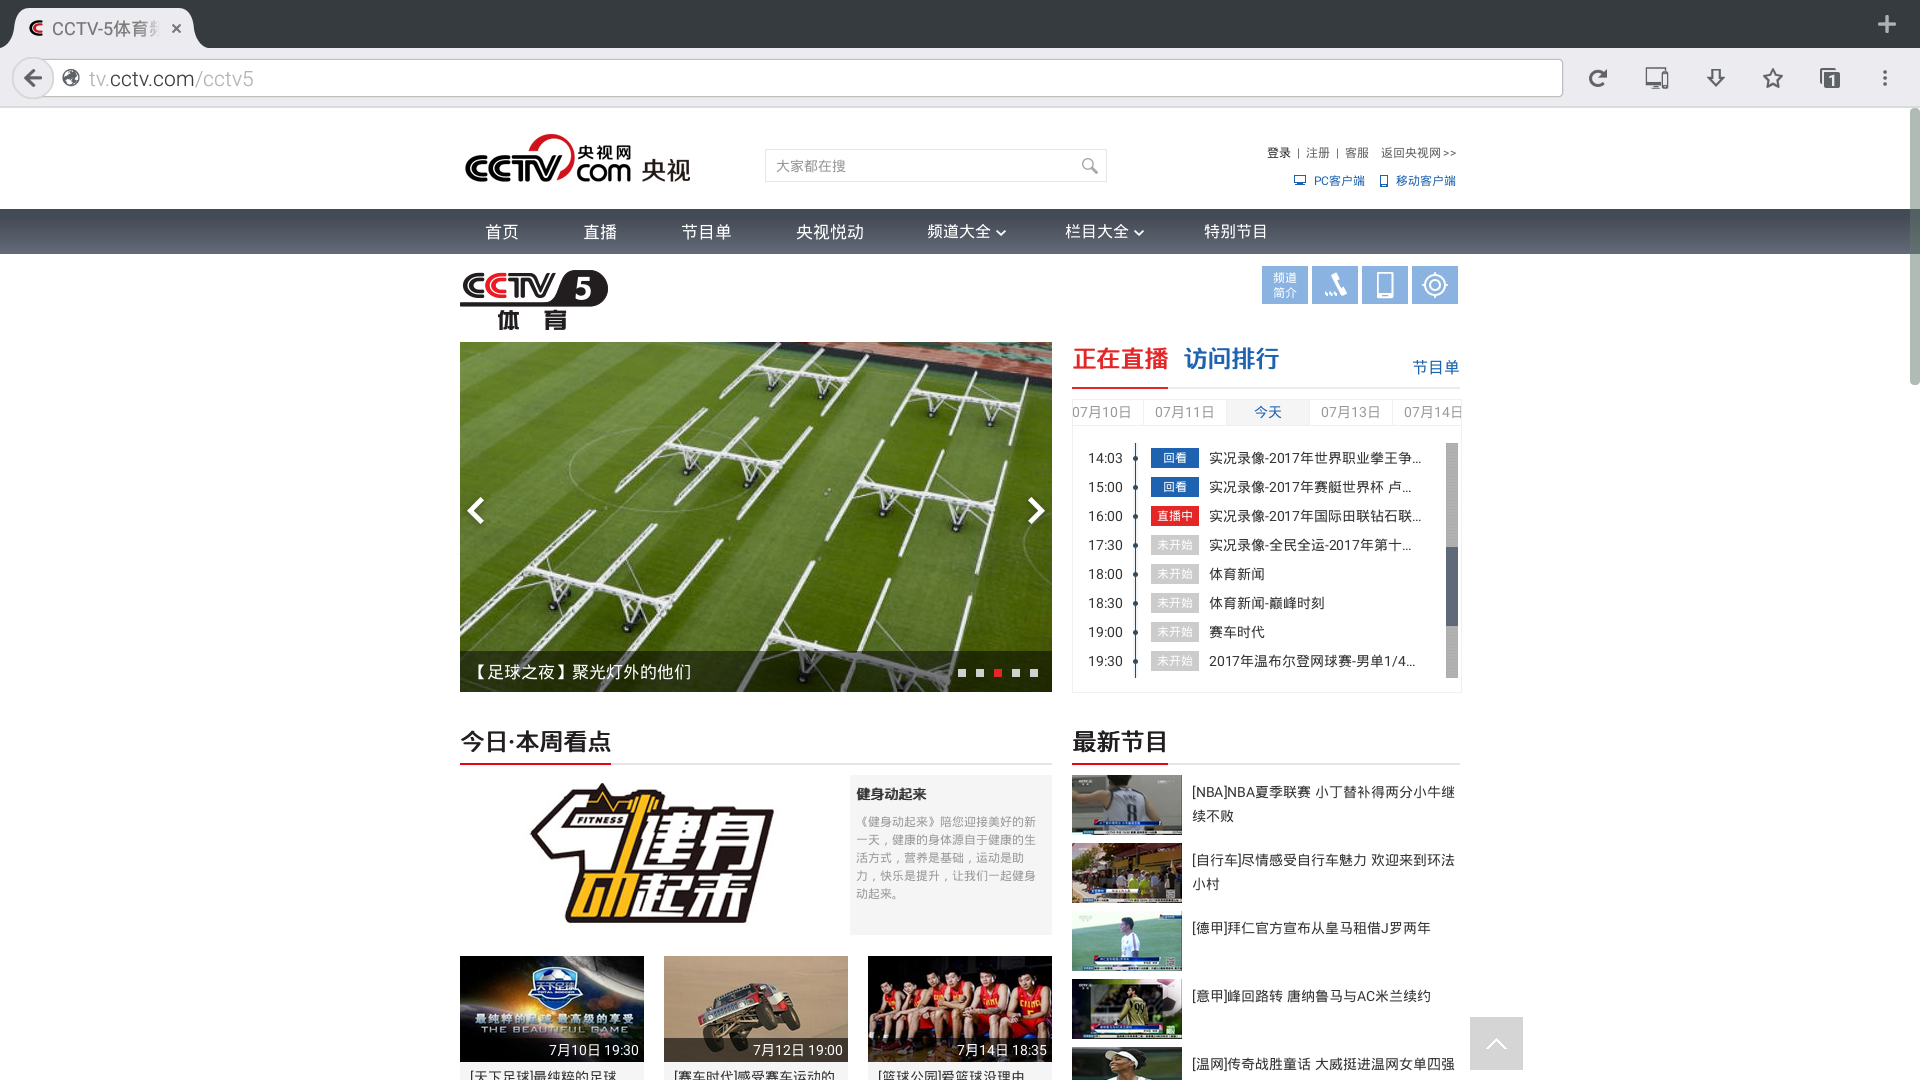 CCTV-5体育
tv.cctv.com/cctv5
1
CCTV.com 央视网 央视
大家都在搜
登录 | 注册 | 客服 返回央视网>>
PC客户端 移动客户端
首页 直播 节目单 央视悦动 频道大全 栏目大全 特别节目
CCTV 5
体育
频道
简介
【足球之夜】聚光灯外的他们
正在直播 访问排行 节目单
07月10日 07月11日 今天 07月13日 07月14日
14:03 回看 实况录像-2017年世界职业拳王争...
15:00 回看 实况录像-2017年赛艇世界杯 卢...
16:00 直播中 实况录像-2017年国际田联钻石联...
17:30 未开始 实况录像-全民全运-2017年第十...
18:00 未开始 体育新闻
18:30 未开始 体育新闻-巅峰时刻
19:00 未开始 赛车时代
19:30 未开始 2017年温布尔登网球赛-男单1/4...
今日·本周看点
FITNESS
健身动起来
健身动起来
《健身动起来》陪您迎接美好的新
一天，健康的身体源自于健康的生
活方式，营养是基础，运动是助
力，快乐是提升，让我们一起健身
动起来。
天下足球
TOTAL SOCCER
最纯粹的足球 最高级的享受
THE BEAUTIFUL GAME
7月10日 19:30
7月12日 19:00
7月14日 18:35
[天下足球]最纯粹的足球
[赛车时代]感受赛车运动的
[篮球公园]爱篮球没理由
最新节目
[NBA]NBA夏季联赛 小丁替补得两分小牛继
续不败
[自行车]尽情感受自行车魅力 欢迎来到环法
小村
[德甲]拜仁官方宣布从皇马租借J罗两年
[意甲]峰回路转 唐纳鲁马与AC米兰续约
[温网]传奇战胜童话 大威挺进温网女单四强